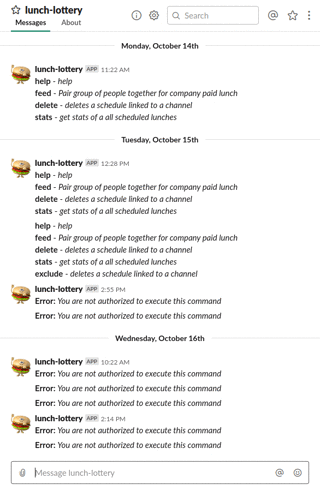 lunch-lottery
Messages About
Search
Monday, October 14th
lunch-lottery APP 11:22 AM
help - help
feed - Pair group of people together for company paid lunch
delete - deletes a schedule linked to a channel
stats - get stats of a all scheduled lunches
Tuesday, October 15th
lunch-lottery APP 12:28 PM
help - help
feed - Pair group of people together for company paid lunch
delete - deletes a schedule linked to a channel
stats - get stats of a all scheduled lunches
help - help
feed - Pair group of people together for company paid lunch
delete - deletes a schedule linked to a channel
stats - get stats of a all scheduled lunches
exclude - deletes a schedule linked to a channel
lunch-lottery APP 2:55 PM
Error: You are not authorized to execute this command
Error: You are not authorized to execute this command
Wednesday, October 16th
lunch-lottery APP 10:22 AM
Error: You are not authorized to execute this command
Error: You are not authorized to execute this command
Error: You are not authorized to execute this command
lunch-lottery APP 2:14 PM
Error: You are not authorized to execute this command
Error: You are not authorized to execute this command
Message lunch-lottery